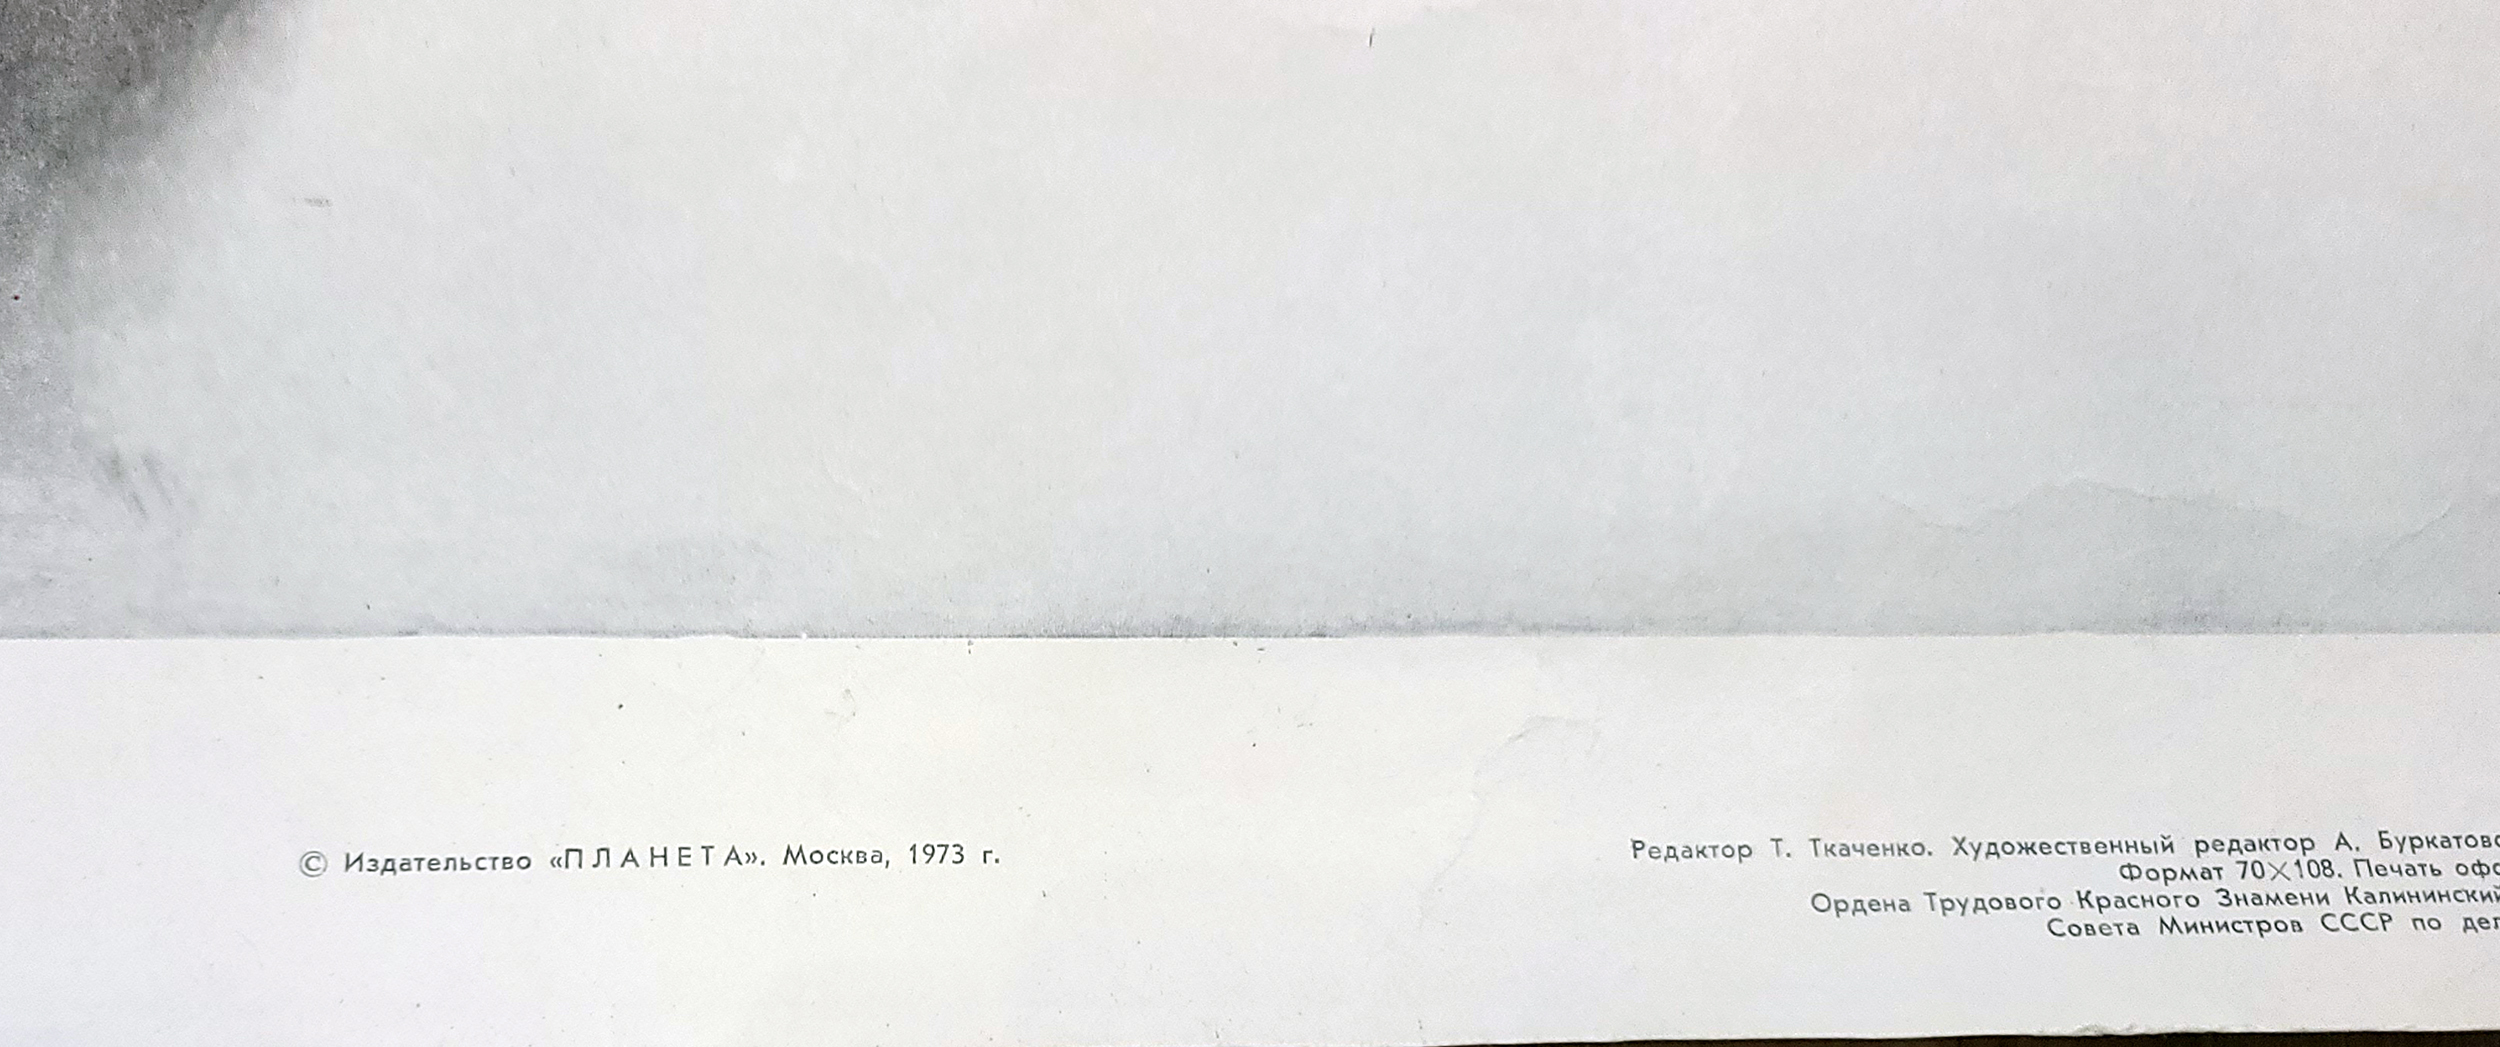 © Издательство «ПЛАНЕТА». Москва, 1973 г.
Редактор Т. Ткаченко. Художественный редактор А.
Формат 70×108. Печать
Ордена Трудового Красного Знамени
Совета Министров СССР по